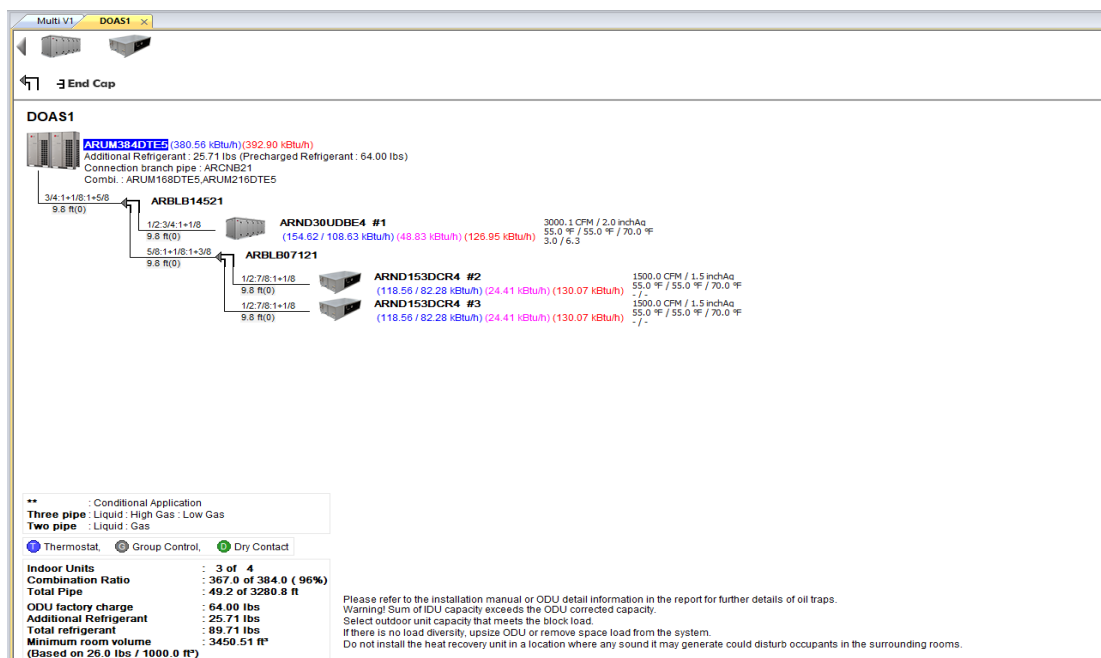 Multi V1 DOAS1 ×
End Cap
DOAS1
ARUM384DTE5 (380.56 kBtu/h)(392.90 kBtu/h)
Additional Refrigerant : 25.71 lbs (Precharged Refrigerant : 64.00 lbs)
Connection branch pipe : ARCNB21
Combi. : ARUM168DTE5,ARUM216DTE5
3/4:1+1/8:1+5/8
9.8 ft(0)
ARBLB14521
1/2:3/4:1+1/8
9.8 ft(0)
ARND30UDBE4 #1
(154.62 / 108.63 kBtu/h) (48.83 kBtu/h) (126.95 kBtu/h)
3000.1 CFM / 2.0 inchAq
55.0 ℉ / 55.0 ℉ / 70.0 ℉
3.0 / 6.3
5/8:1+1/8:1+3/8
9.8 ft(0)
ARBLB07121
1/2:7/8:1+1/8
9.8 ft(0)
ARND153DCR4 #2
(118.56 / 82.28 kBtu/h) (24.41 kBtu/h) (130.07 kBtu/h)
1500.0 CFM / 1.5 inchAq
55.0 ℉ / 55.0 ℉ / 70.0 ℉
- / -
1/2:7/8:1+1/8
9.8 ft(0)
ARND153DCR4 #3
(118.56 / 82.28 kBtu/h) (24.41 kBtu/h) (130.07 kBtu/h)
1500.0 CFM / 1.5 inchAq
55.0 ℉ / 55.0 ℉ / 70.0 ℉
- / -
** : Conditional Application
Three pipe : Liquid : High Gas : Low Gas
Two pipe : Liquid : Gas
T Thermostat, G Group Control, D Dry Contact
Indoor Units : 3 of 4
Combination Ratio : 367.0 of 384.0 ( 96%)
Total Pipe : 49.2 of 3280.8 ft
ODU factory charge : 64.00 lbs
Additional Refrigerant : 25.71 lbs
Total refrigerant : 89.71 lbs
Minimum room volume : 3450.51 ft³
(Based on 26.0 lbs / 1000.0 ft³)
Please refer to the installation manual or ODU detail information in the report for further details of oil traps.
Warning! Sum of IDU capacity exceeds the ODU corrected capacity.
Select outdoor unit capacity that meets the block load.
If there is no load diversity, upsize ODU or remove space load from the system.
Do not install the heat recovery unit in a location where any sound it may generate could disturb occupants in the surrounding rooms.